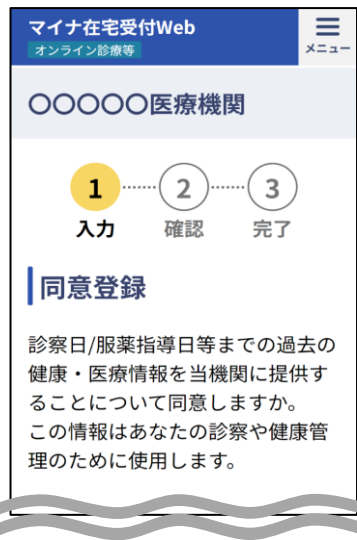 マイナ在宅受付Web
オンライン診療等
メニュー
〇〇〇〇〇医療機関
1
2
3
入力
確認
完了
同意登録
診察日/服薬指導日等までの過去の
健康・医療情報を当機関に提供す
ることについて同意しますか。
この情報はあなたの診察や健康管
理のために使用します。